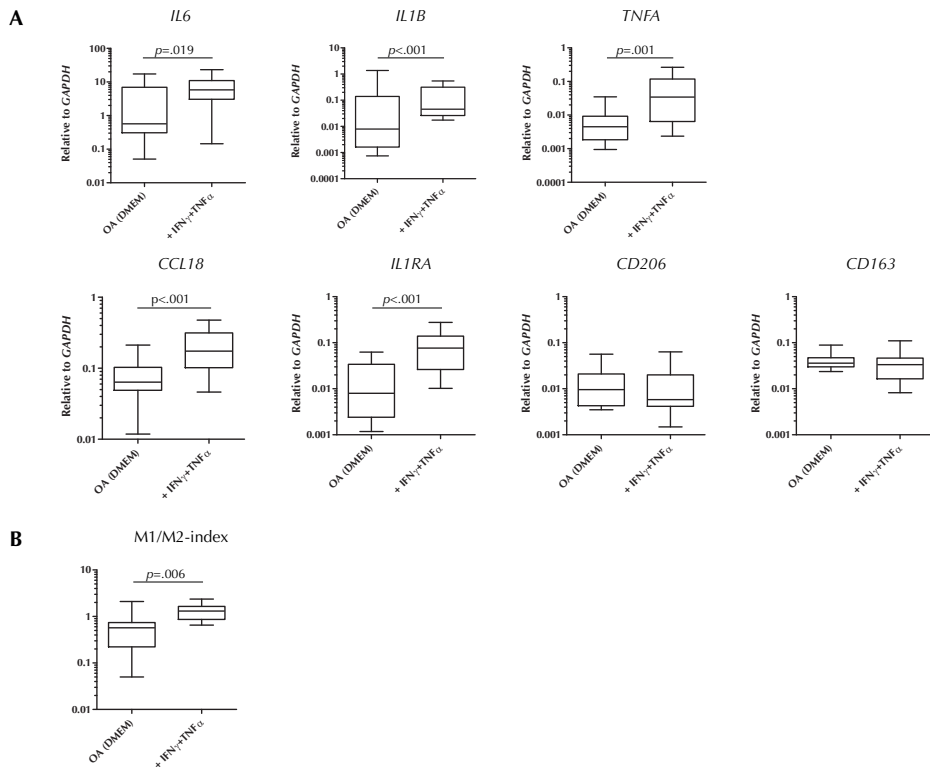 A
IL6
p=.019
Relative to GAPDH
100
10
1
0.1
0.01
OA (DMEM)
+ IFNγ+TNFα
IL1B
p<.001
Relative to GAPDH
10
1
0.1
0.01
0.001
0.0001
OA (DMEM)
+ IFNγ+TNFα
TNFA
p=.001
Relative to GAPDH
1
0.1
0.01
0.001
0.0001
OA (DMEM)
+ IFNγ+TNFα
CCL18
p<.001
Relative to GAPDH
1
0.1
0.01
OA (DMEM)
+ IFNγ+TNFα
IL1RA
p<.001
Relative to GAPDH
1
0.1
0.01
0.001
OA (DMEM)
+ IFNγ+TNFα
CD206
Relative to GAPDH
1
0.1
0.01
0.001
OA (DMEM)
+ IFNγ+TNFα
CD163
Relative to GAPDH
1
0.1
0.01
0.001
OA (DMEM)
+ IFNγ+TNFα
B
M1/M2-index
p=.006
10
1
0.1
0.01
OA (DMEM)
+ IFNγ+TNFα